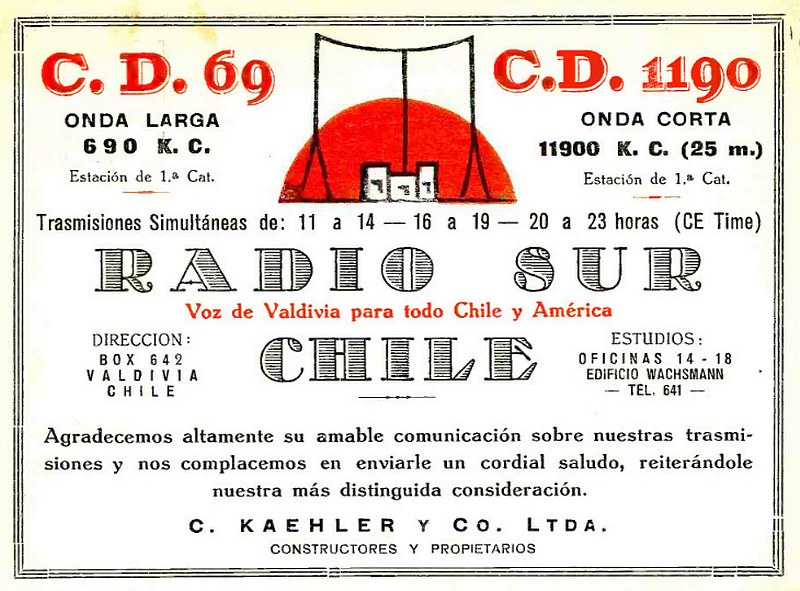 C. D. 69
ONDA LARGA
690 K. C.
Estación de 1.ª Cat.
C.D. 1190
ONDA CORTA
11900 K. C. (25 m.)
Estación de 1.ª Cat.
Trasmisiones Simultáneas de: 11 a 14 — 16 a 19 — 20 a 23 horas (CE Time)
RADIO SUR
Voz de Valdivia para todo Chile y América
CHILE
DIRECCION:
BOX 642
VALDIVIA
CHILE
ESTUDIOS:
OFICINAS 14 - 18
EDIFICIO WACHSMANN
— TEL. 641 —
Agradecemos altamente su amable comunicación sobre nuestras trasmi-
siones y nos complacemos en enviarle un cordial saludo, reiterándole
nuestra más distinguida consideración.
C. KAEHLER Y CO. LTDA.
CONSTRUCTORES Y PROPIETARIOS